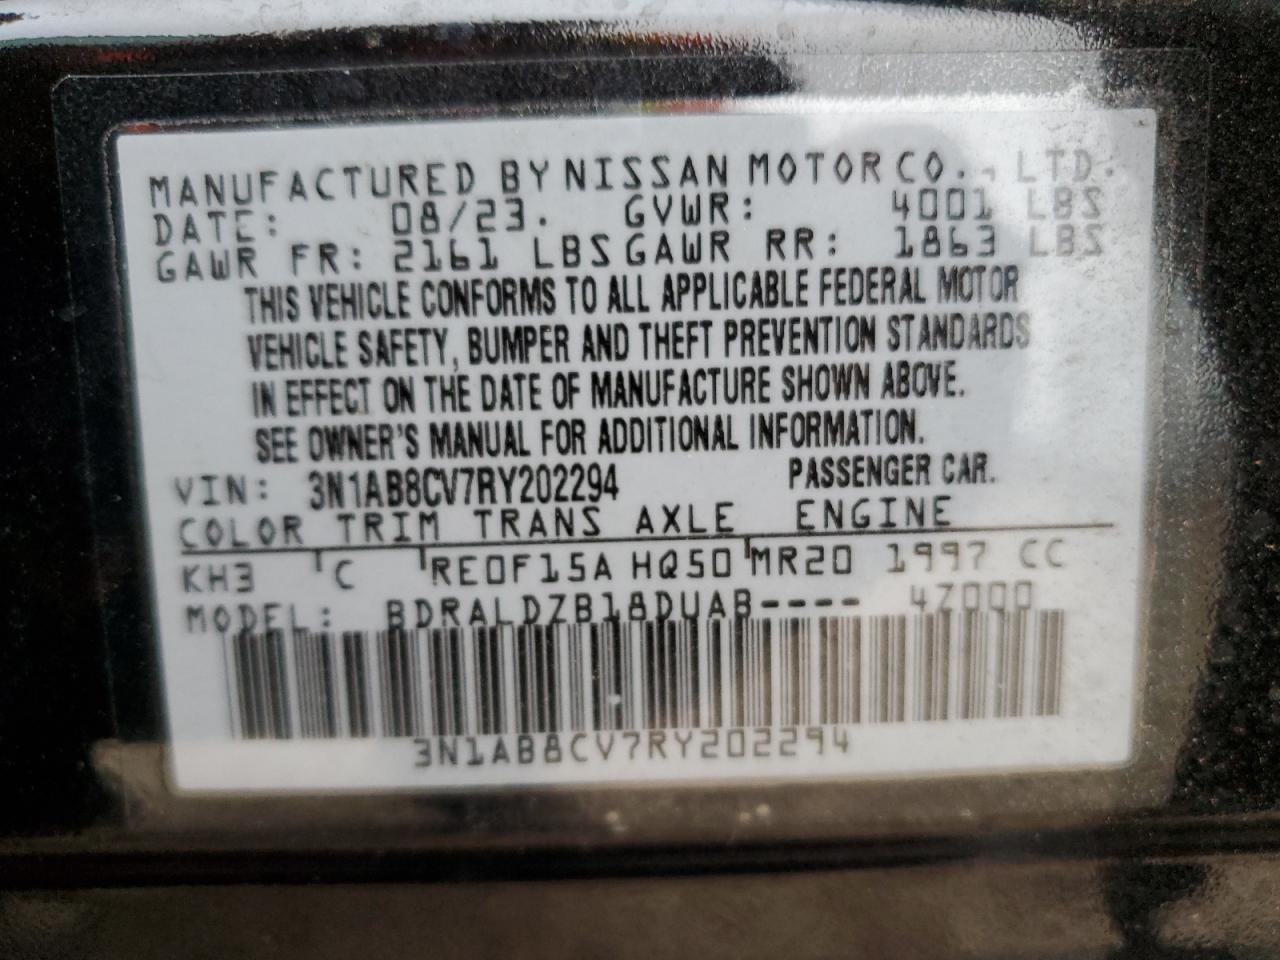 MANUFACTURED BY NISSAN MOTOR CO., LTD.
DATE: 08/23. GVWR: 4001 LBS
GAWR FR: 2161 LBS GAWR RR: 1863 LBS
THIS VEHICLE CONFORMS TO ALL APPLICABLE FEDERAL MOTOR
VEHICLE SAFETY, BUMPER AND THEFT PREVENTION STANDARDS
IN EFFECT ON THE DATE OF MANUFACTURE SHOWN ABOVE.
SEE OWNER'S MANUAL FOR ADDITIONAL INFORMATION.
VIN: 3N1AB8CV7RY202294 PASSENGER CAR.
COLOR TRIM TRANS AXLE ENGINE
KH3 C RE0F15A HQ50 MR20 1997 CC
MODEL: BDRALDZB18DUAB---- 4Z000
3N1AB8CV7RY202294